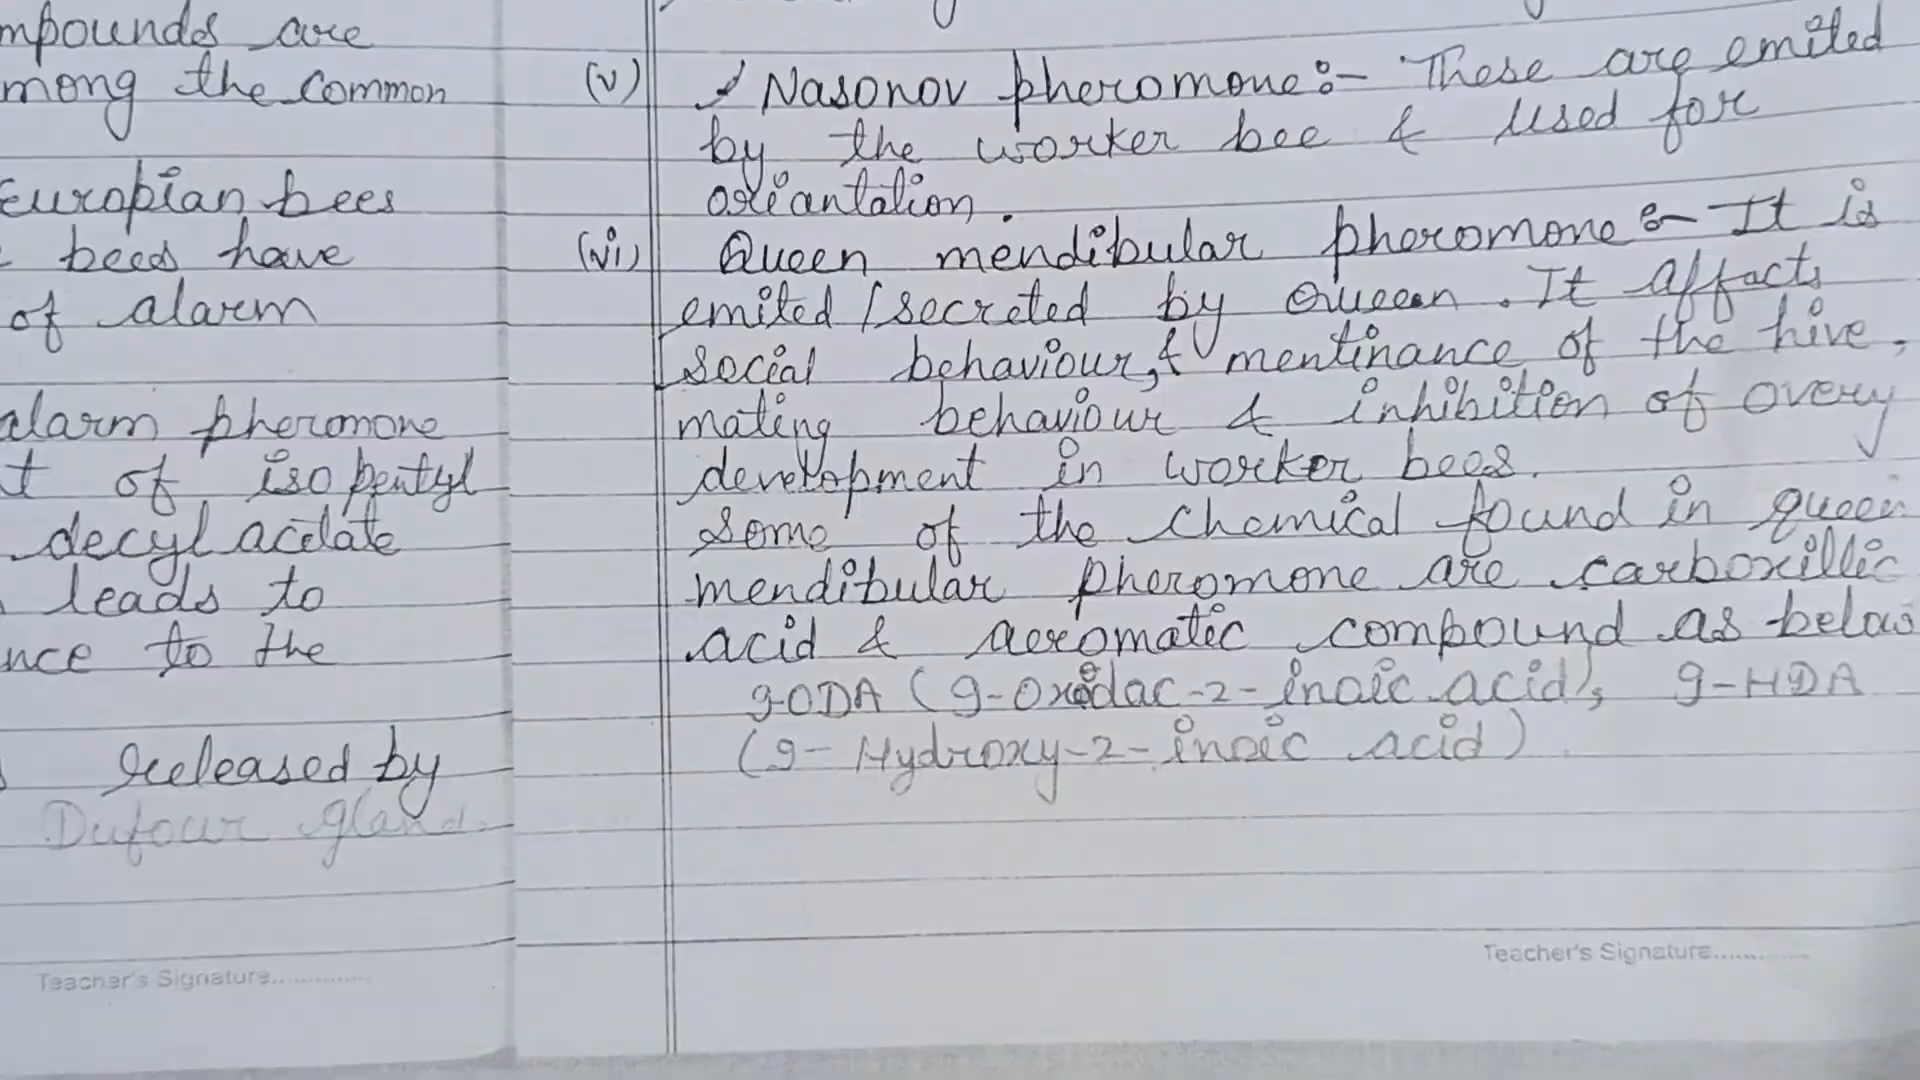 mpounds are
mong the common
Europian bees
bees have
of alarm
alarm pheromone
t of iso pentyl
decyl acetate
leads to
nce to the
released by
Dufour gland.
Teacher's Signature...............
(v) Nasonov pheromone:- These are emited
by the worker bee & used for
oriantation.
(vi) Queen mendibular pheromone :- It is
emited / secreted by Queen. It affacts
social behaviour, & mentinance of the hive,
mating behaviour & inhibition of overy
development in worker bees.
Some of the chemical found in queen
mendibular pheromone are carboxillic
acid & aeromatic compound as below
9-ODA ( 9-Oxodac-2-inoic acid), 9-HDA
(9- Hydroxy-2-inoic acid)
Teacher's Signature...............